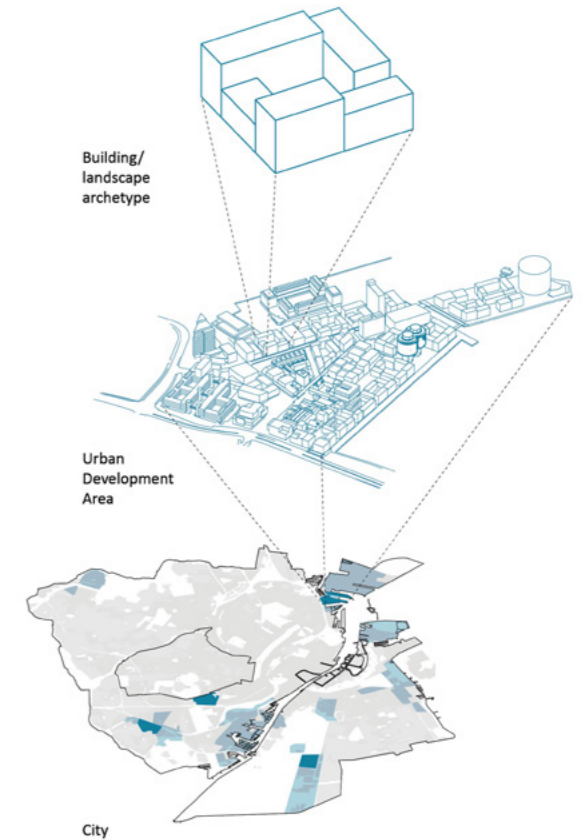 Building/
landscape
archetype
Urban
Development
Area
City